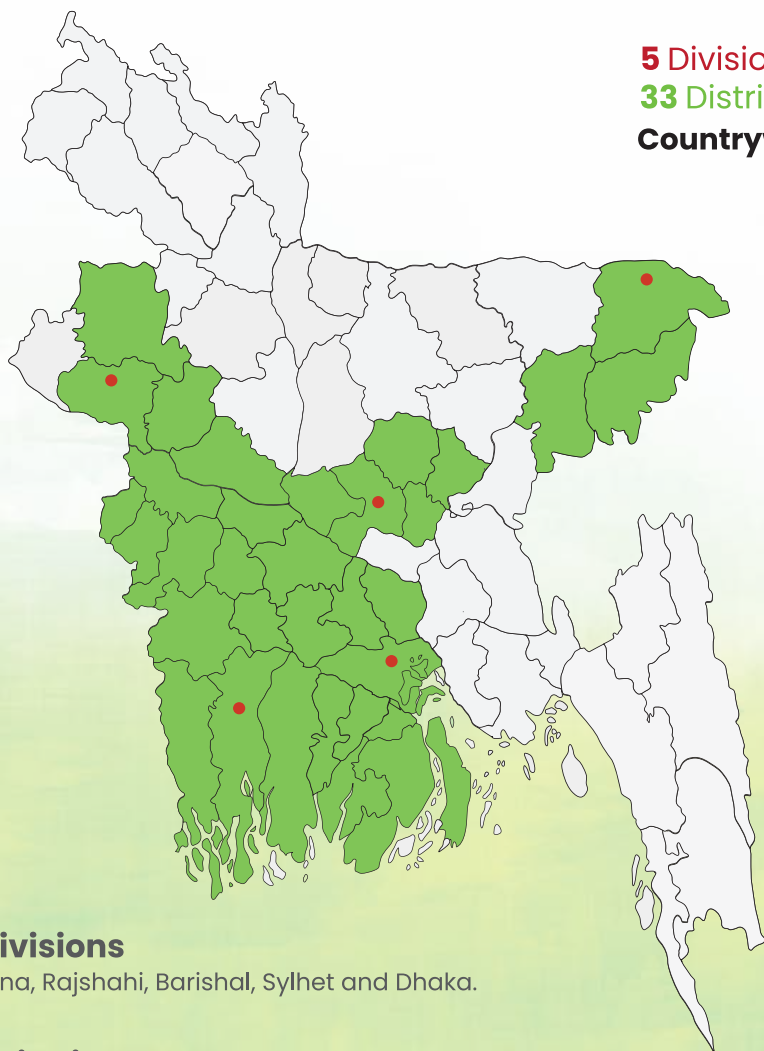 5 Divisio
33 Distri
Country
ivisions
na, Rajshahi, Barishal, Sylhet and Dhaka.